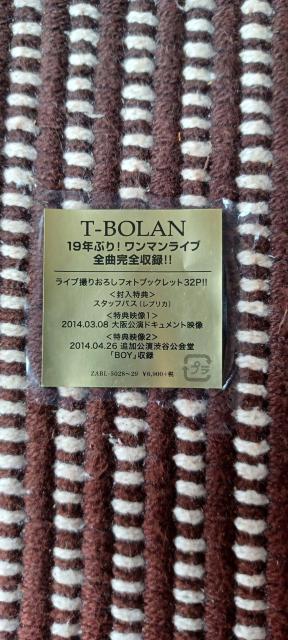 T-BOLAN
19年ぶり!ワンマンライブ
全曲完全収録!!
ライブ撮りおろしフォトブックレット32P!!
<封入特典>
スタッフパス(レプリカ)
<特典映像1>
2014.03.08 大阪公演ドキュメント映像
<特典映像2>
2014.04.26 追加公演渋谷公会堂
「BOY」収録
ZABL-5028~29 ¥6,900+税
プラ